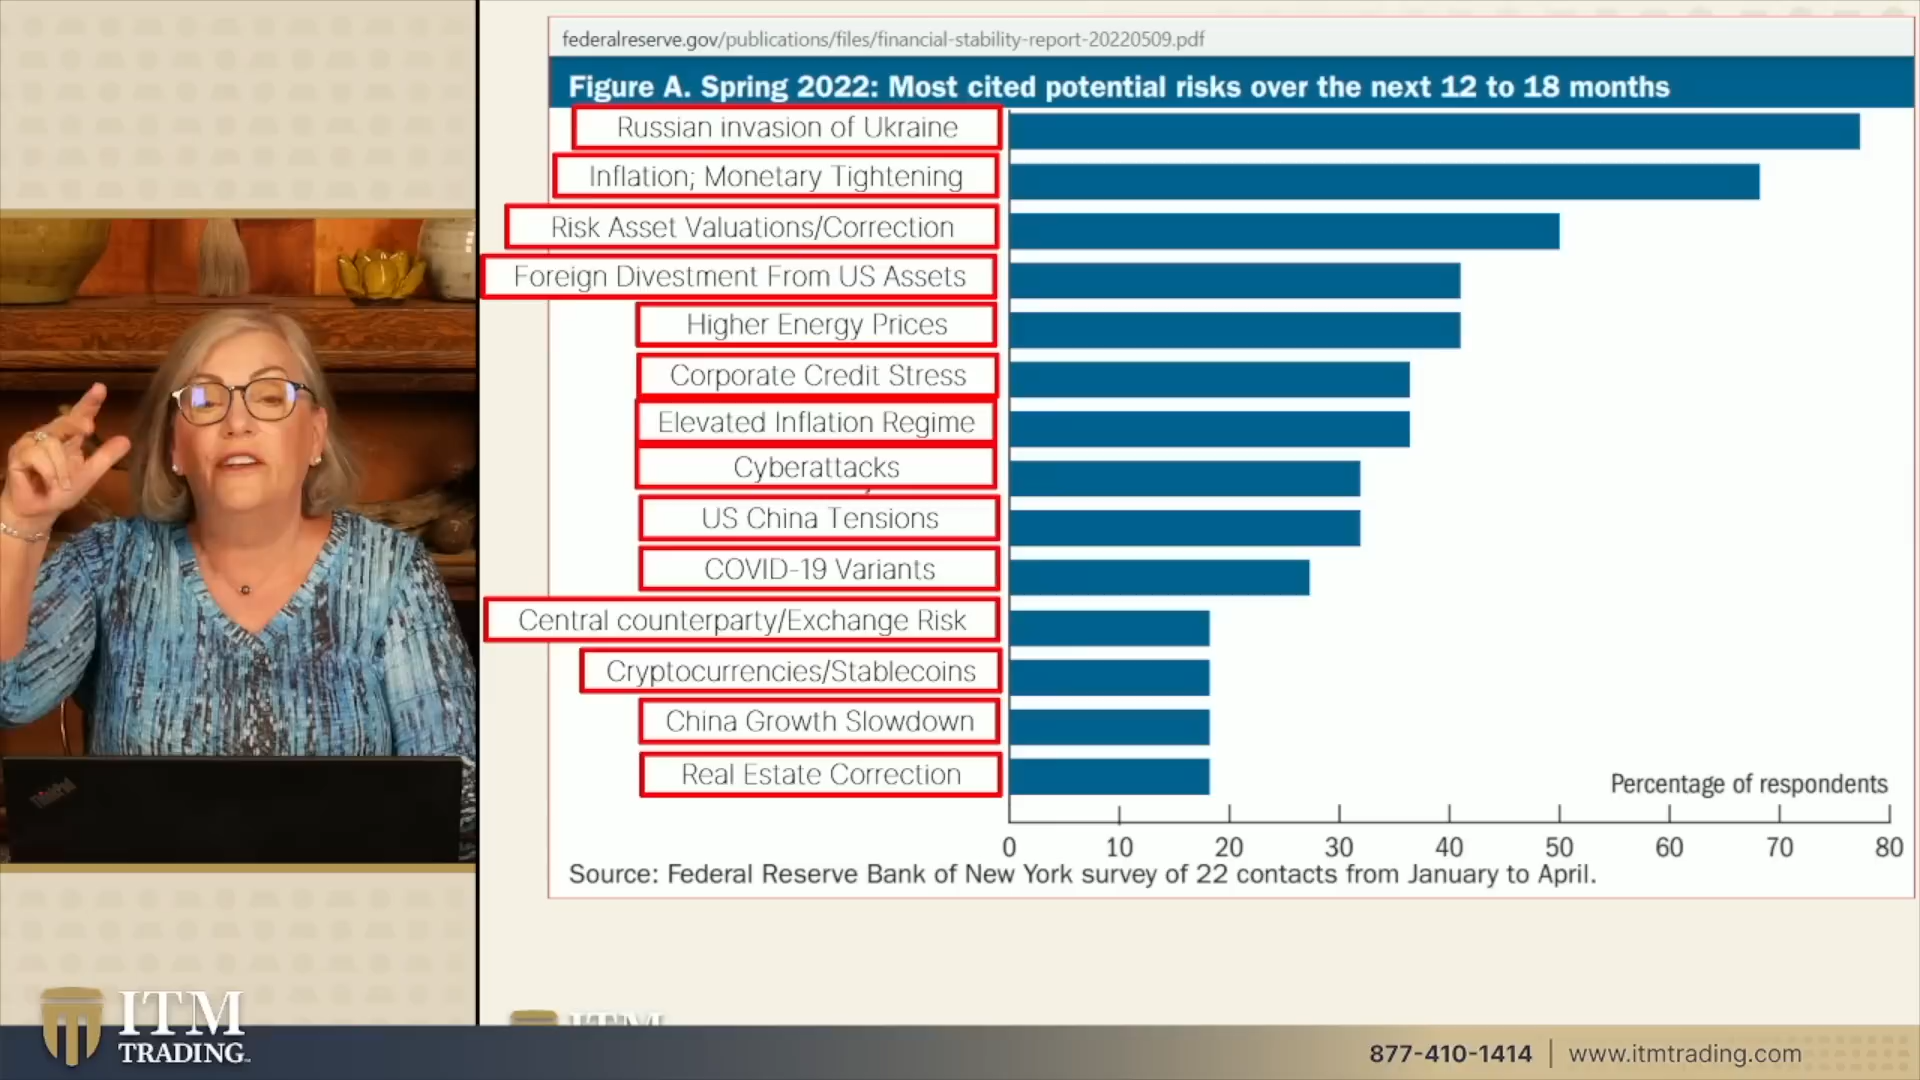 federalreserve.gov/publications/files/financial-stability-report-20220509.pdf
Figure A. Spring 2022: Most cited potential risks over the next 12 to 18 months
Russian invasion of Ukraine
Inflation; Monetary Tightening
Risk Asset Valuations/Correction
Foreign Divestment From US Assets
Higher Energy Prices
Corporate Credit Stress
Elevated Inflation Regime
Cyberattacks
US China Tensions
COVID-19 Variants
Central counterparty/Exchange Risk
Cryptocurrencies/Stablecoins
China Growth Slowdown
Real Estate Correction
Percentage of respondents
0 10 20 30 40 50 60 70 80
Source: Federal Reserve Bank of New York survey of 22 contacts from January to April.
ThinkPad
ITM
ITM
TRADING
877-410-1414 | www.itmtrading.com